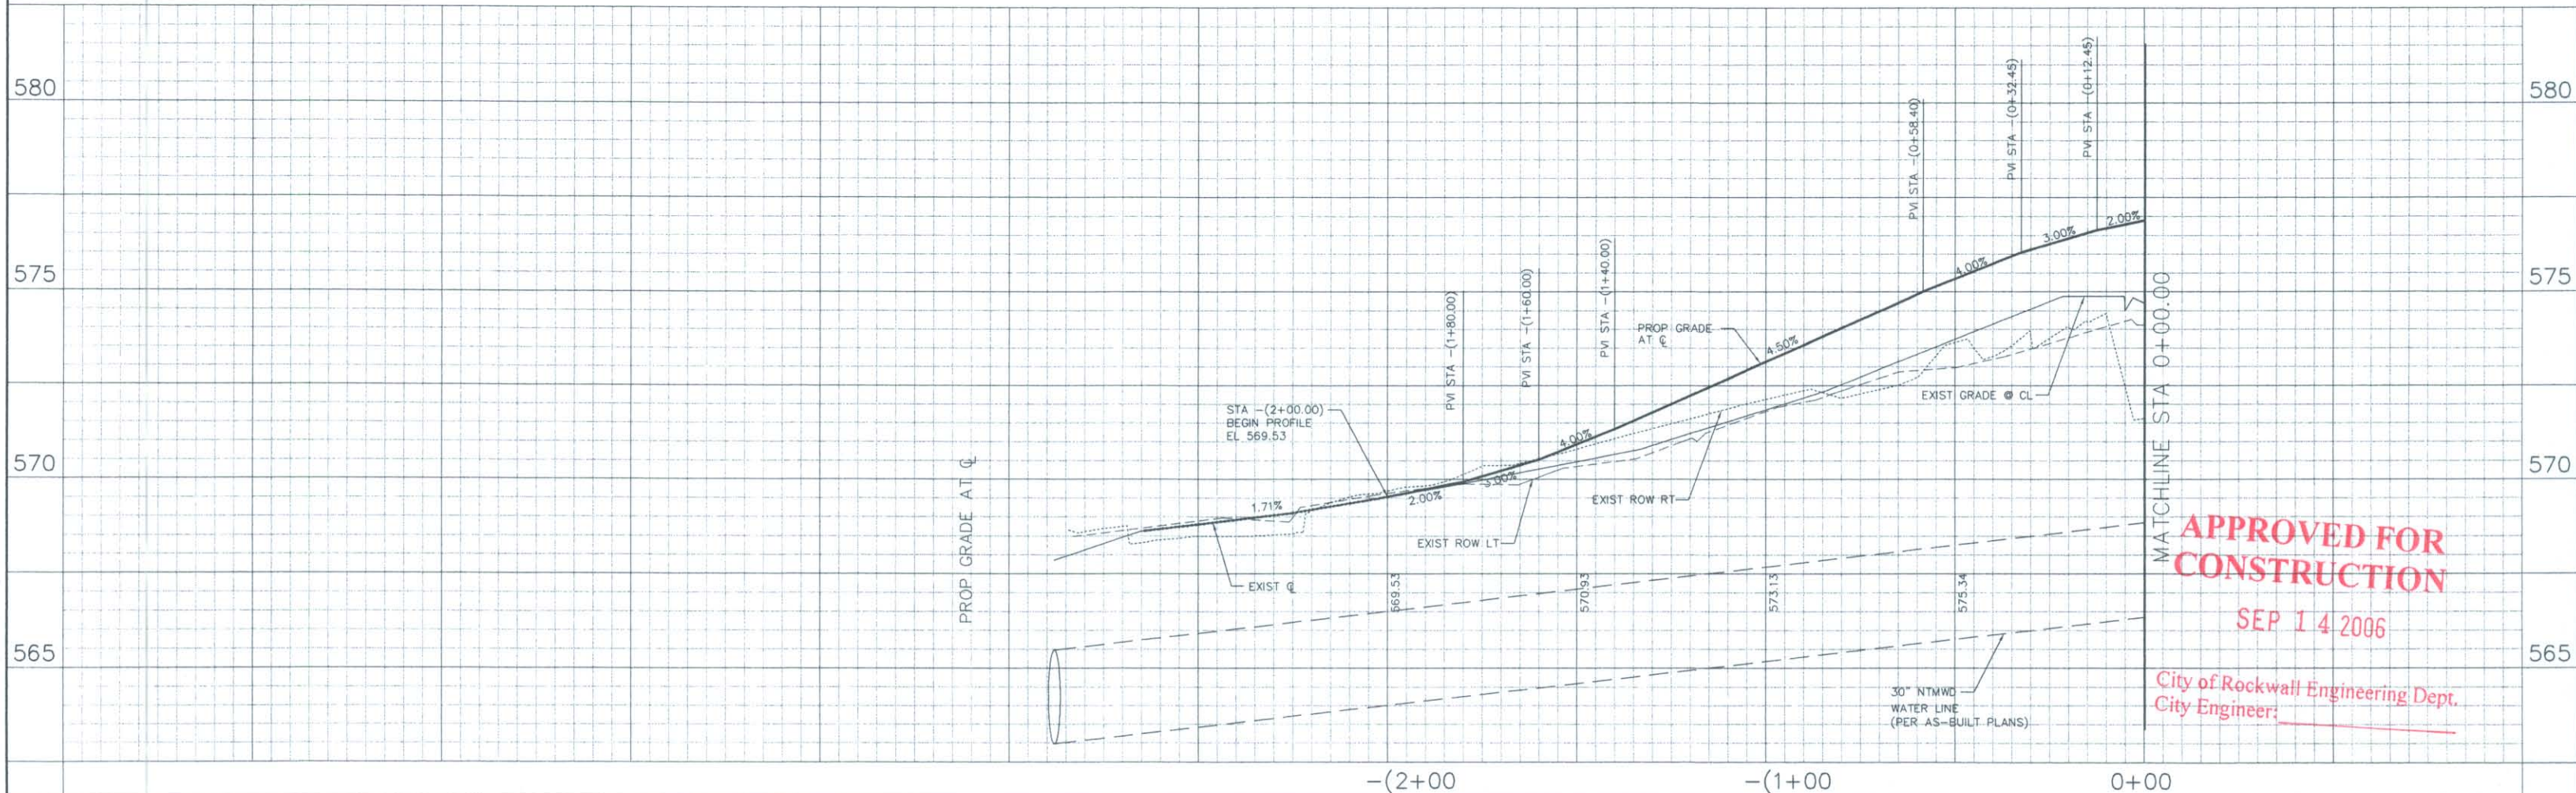 580
575
570
565
PROP GRADE AT ℄
STA -(2+00.00)
BEGIN PROFILE
EL 569.53
1.71%
EXIST ℄
2.00%
3.00%
4.00%
4.50%
4.00%
3.00%
2.00%
PVI STA -(1+80.00)
PVI STA -(1+60.00)
PVI STA -(1+40.00)
PVI STA -(0+58.40)
PVI STA -(0+32.45)
PVI STA -(0+12.45)
PROP GRADE
AT ℄
EXIST ROW LT
EXIST ROW RT
EXIST GRADE @ CL
569.53
570.93
573.13
575.34
30" NTMWD
WATER LINE
(PER AS-BUILT PLANS)
MATCHLINE STA 0+00.00
580
575
570
565
APPROVED FOR
CONSTRUCTION
SEP 14 2006
City of Rockwall Engineering Dept.
City Engineer:
-(2+00
-(1+00
0+00